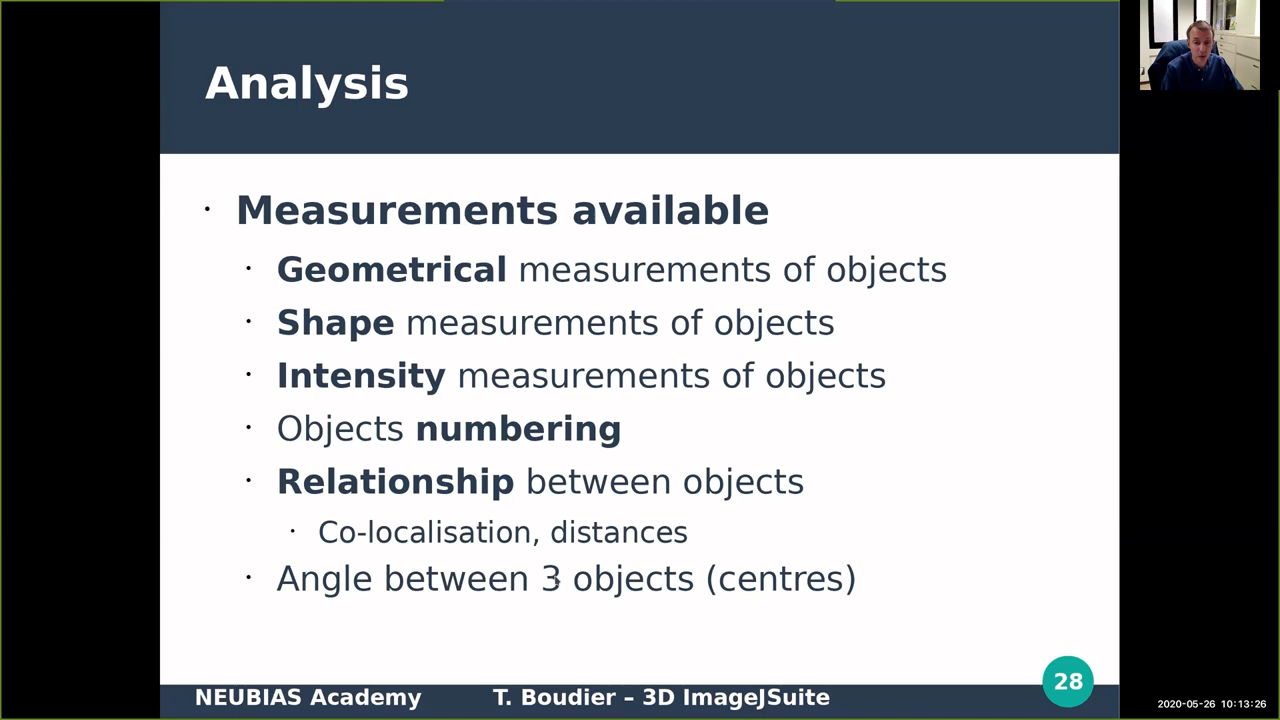 Analysis
· Measurements available
· Geometrical measurements of objects
· Shape measurements of objects
· Intensity measurements of objects
· Objects numbering
· Relationship between objects
· Co-localisation, distances
· Angle between 3 objects (centres)
28
NEUBIAS Academy T. Boudier – 3D ImageJSuite
2020-05-26 10:13:26